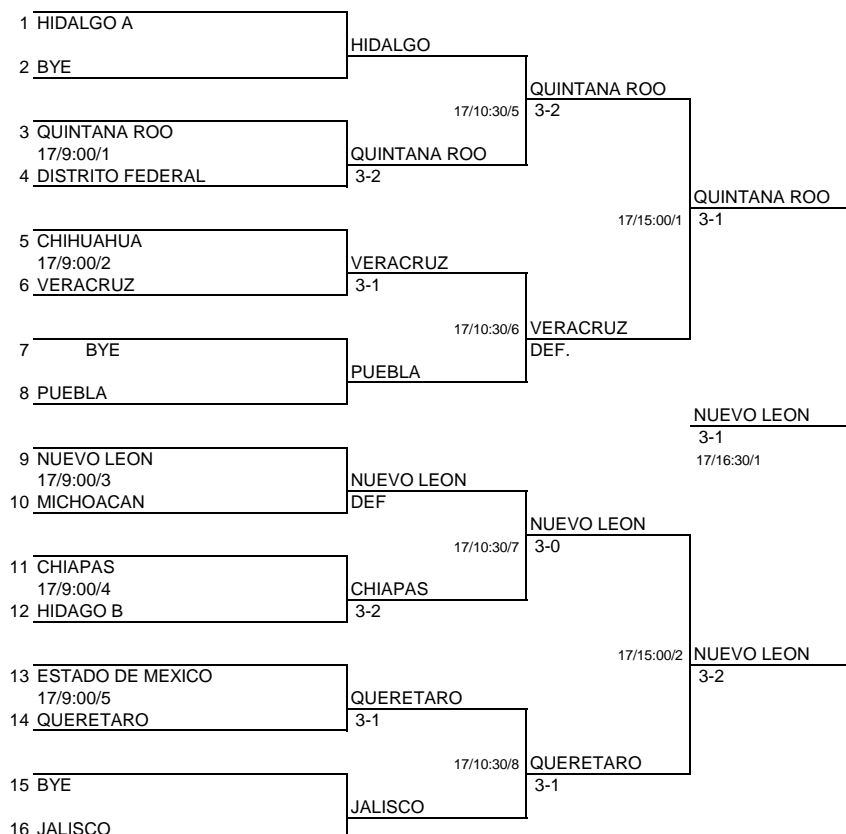 1 HIDALGO A
HIDALGO
2 BYE
QUINTANA ROO
17/10:30/5 3-2
3 QUINTANA ROO
17/9:00/1 QUINTANA ROO
4 DISTRITO FEDERAL 3-2
QUINTANA ROO
17/15:00/1 3-1
5 CHIHUAHUA
17/9:00/2 VERACRUZ
6 VERACRUZ 3-1
17/10:30/6 VERACRUZ
7 BYE DEF.
PUEBLA
8 PUEBLA
NUEVO LEON
3-1
9 NUEVO LEON 17/16:30/1
17/9:00/3 NUEVO LEON
10 MICHOACAN DEF
NUEVO LEON
17/10:30/7 3-0
11 CHIAPAS
17/9:00/4 CHIAPAS
12 HIDAGO B 3-2
17/15:00/2 NUEVO LEON
13 ESTADO DE MEXICO 3-2
17/9:00/5 QUERETARO
14 QUERETARO 3-1
17/10:30/8 QUERETARO
15 BYE 3-1
JALISCO
16 JALISCO